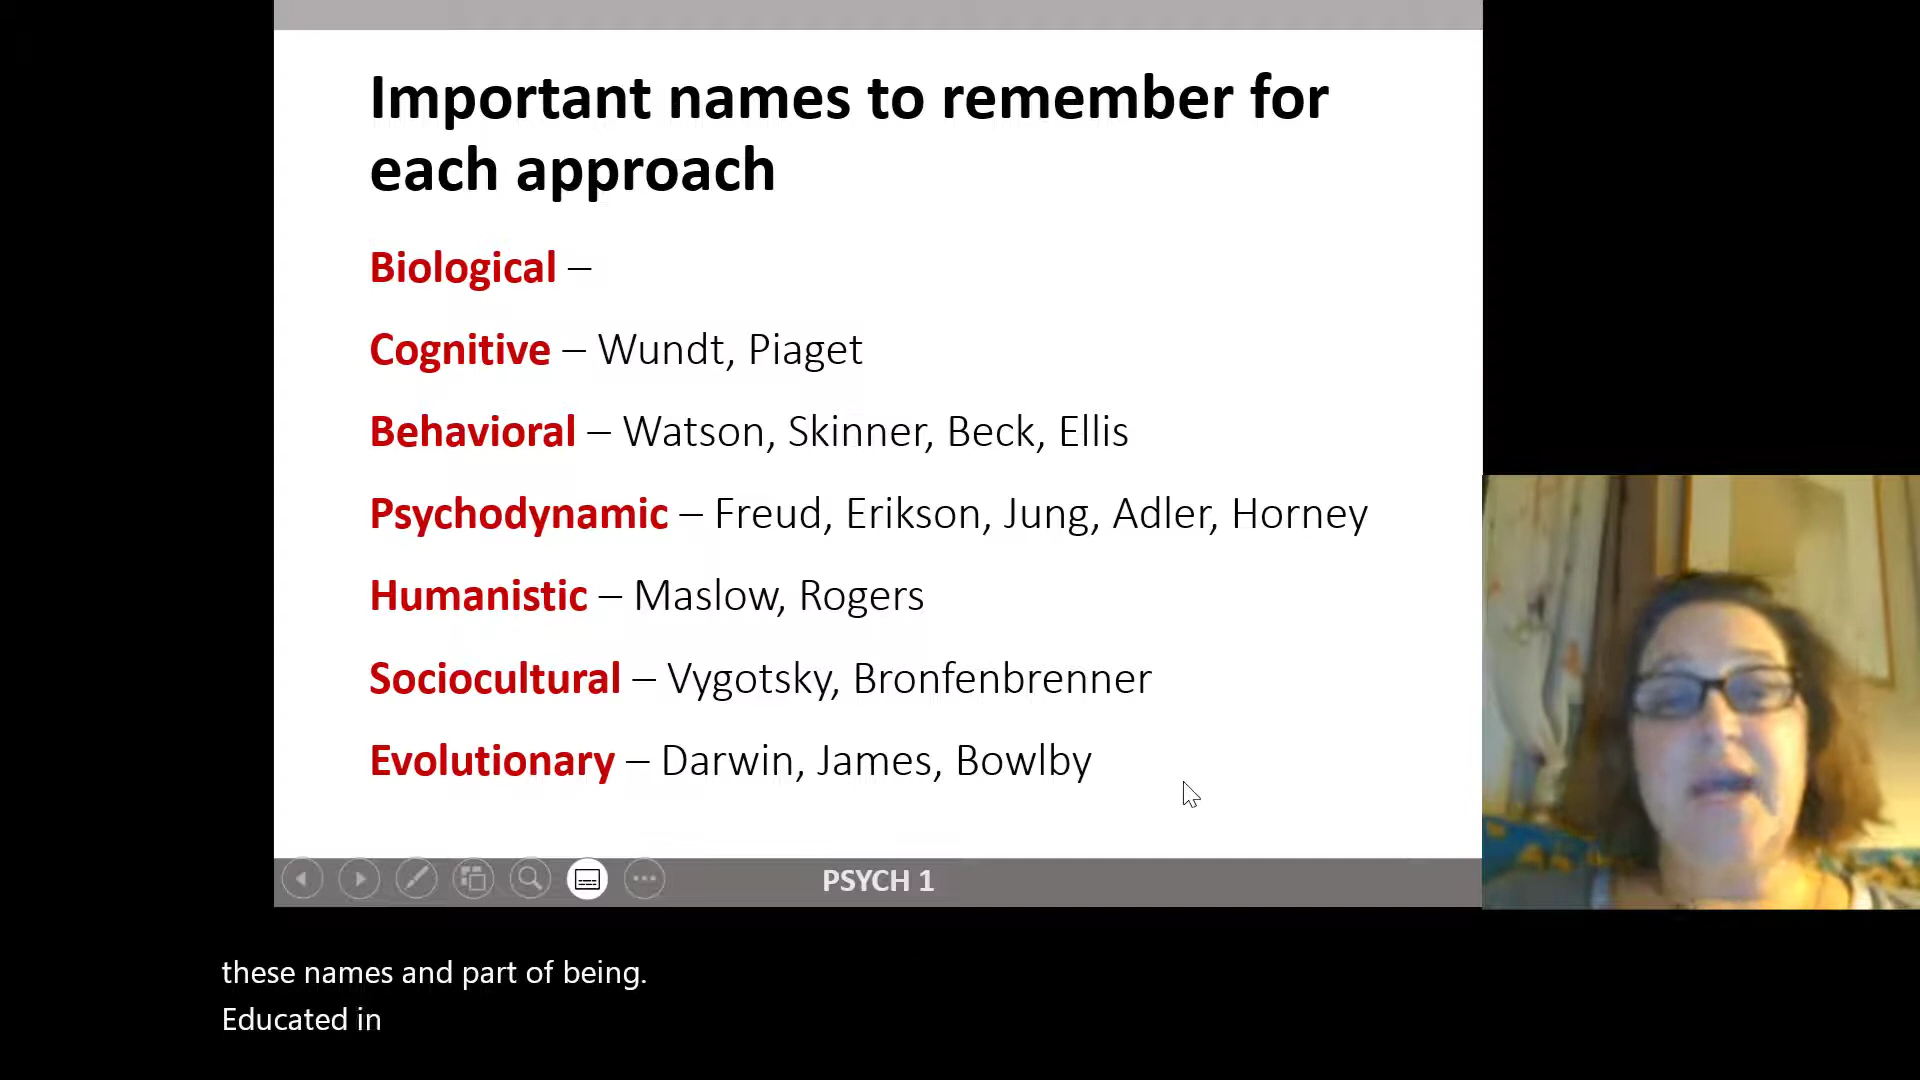 Important names to remember for
each approach
Biological –
Cognitive – Wundt, Piaget
Behavioral – Watson, Skinner, Beck, Ellis
Psychodynamic – Freud, Erikson, Jung, Adler, Horney
Humanistic – Maslow, Rogers
Sociocultural – Vygotsky, Bronfenbrenner
Evolutionary – Darwin, James, Bowlby
PSYCH 1
these names and part of being.
Educated in